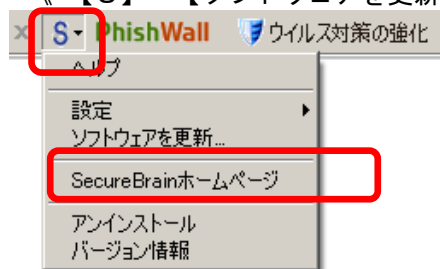 《 【S】 【ソフトウェアを更新
× S PhishWall ウイルス対策の強化
ヘルプ
設定
ソフトウェアを更新...
SecureBrainホームページ
アンインストール
バージョン情報